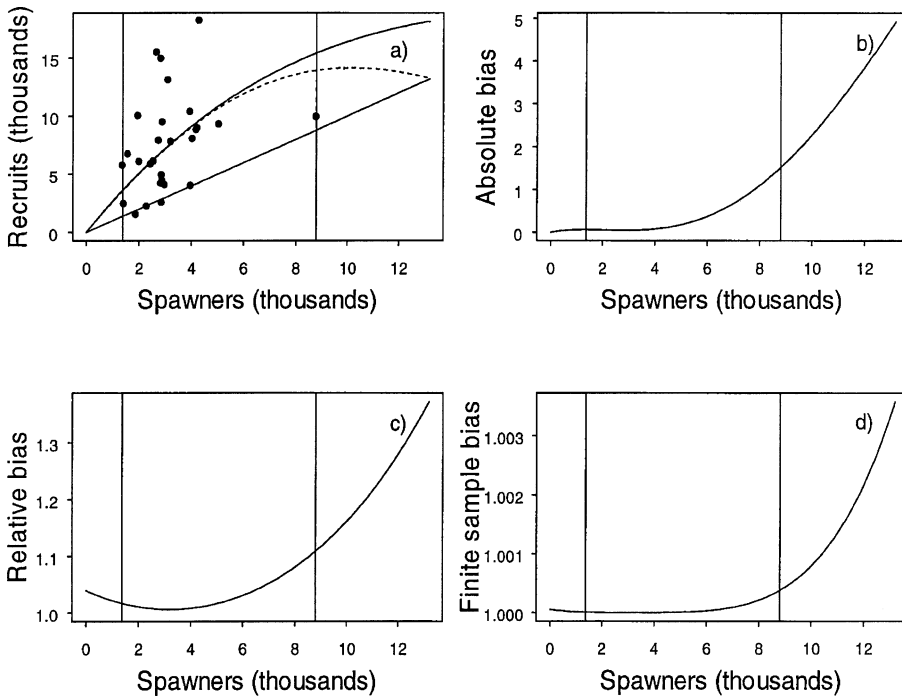 Recruits (thousands)
15
10
5
0
a)
0 2 4 6 8 10 12
Spawners (thousands)
Absolute bias
5
4
3
2
1
0
b)
0 2 4 6 8 10 12
Spawners (thousands)
Relative bias
1.3
1.2
1.1
1.0
c)
0 2 4 6 8 10 12
Spawners (thousands)
Finite sample bias
1.003
1.002
1.001
1.000
d)
0 2 4 6 8 10 12
Spawners (thousands)